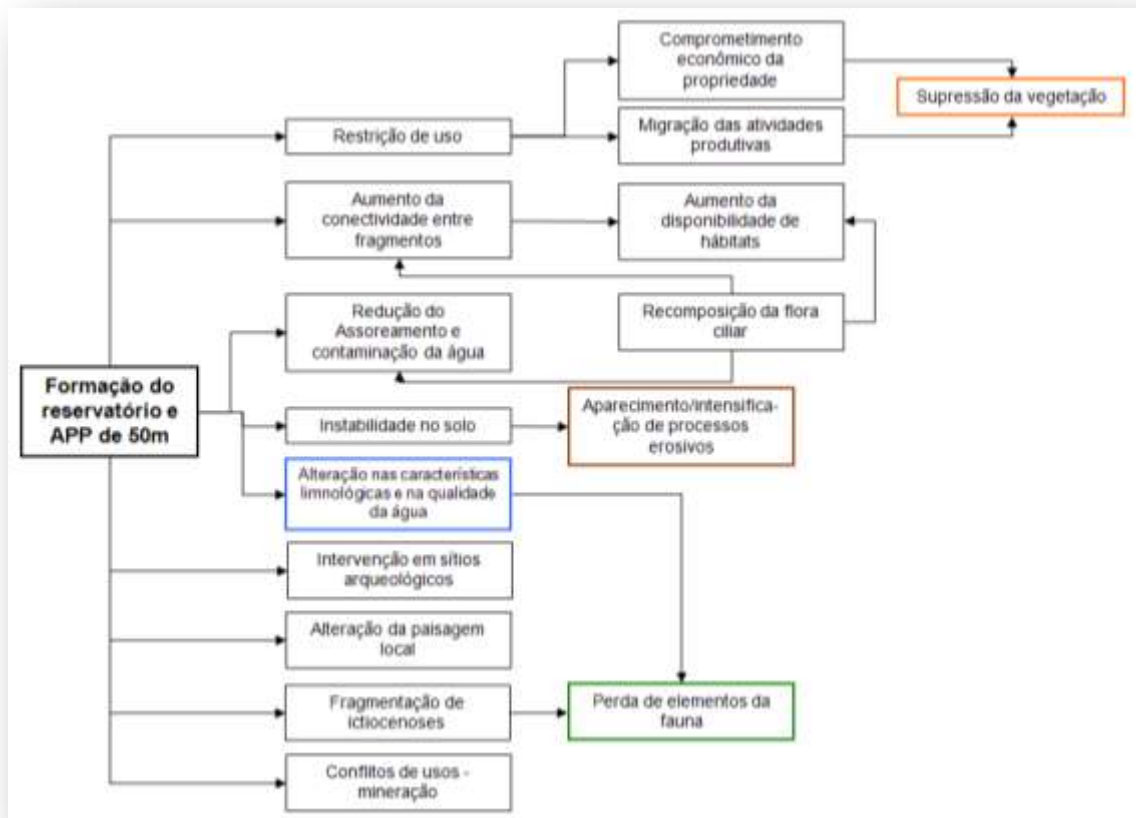 Comprometimento
econômico da
propriedade
Supressão da vegetação
Restrição de uso
Migração das atividades
produtivas
Aumento da
conectividade entre
fragmentos
Aumento da
disponibilidade de
hábitats
Redução do
Assoreamento e
contaminação da água
Recomposição da flora
ciliar
Formação do
reservatório e
APP de 50m
Instabilidade no solo
Aparecimento/intensifica-
ção de processos
erosivos
Alteração nas características
limnológicas e na qualidade
da água
Intervenção em sítios
arqueológicos
Alteração da paisagem
local
Fragmentação de
ictiocenoses
Perda de elementos da
fauna
Conflitos de usos -
mineração